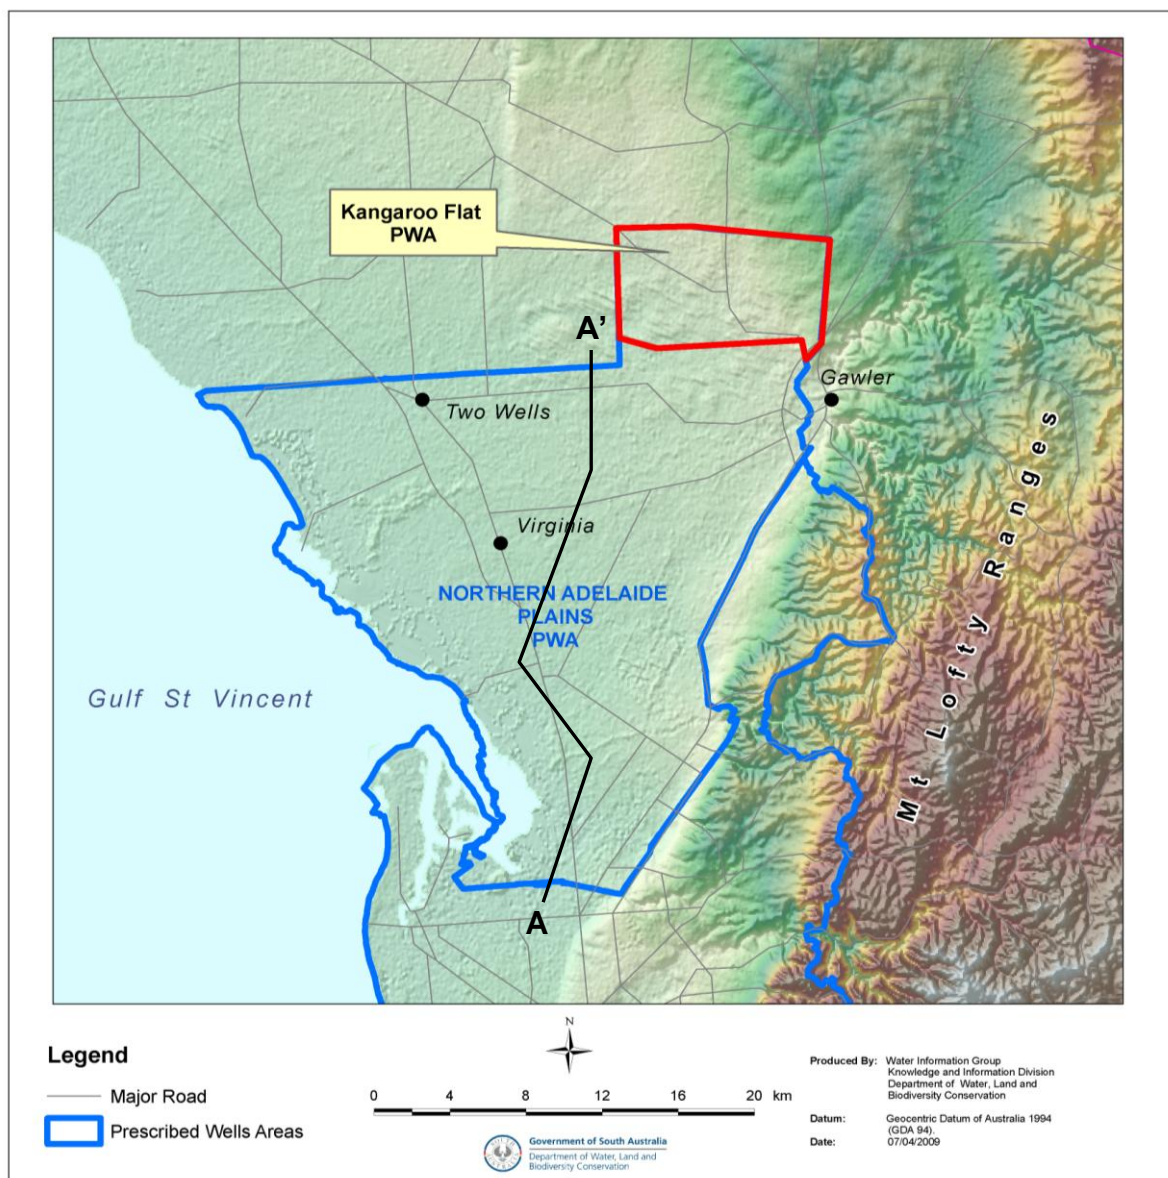 Kangaroo Flat
PWA
A’
Gawler
Two Wells
Virginia
NORTHERN ADELAIDE
PLAINS
PWA
Gulf St Vincent
Mt Lofty Ranges
A
N
Legend
Major Road
Prescribed Wells Areas
0 4 8 12 16 20 km
Government of South Australia
Department of Water, Land and
Biodiversity Conservation
Produced By: Water Information Group
Knowledge and Information Division
Department of Water, Land and
Biodiversity Conservation
Datum: Geocentric Datum of Australia 1994
(GDA 94).
Date: 07/04/2009